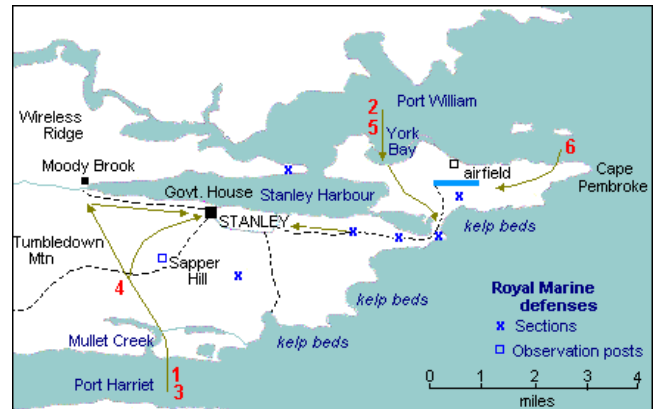 2
5
Port William
York
Bay
6
Wireless
Ridge
Moody Brook
airfield
Cape
Pembroke
Govt. House
Stanley Harbour
STANLEY
kelp beds
Tumbledown
Mtn
Sapper
Hill
4
Royal Marine
defenses
x Sections
Observation posts
kelp beds
Mullet Creek
kelp beds
Port Harriet
1
3
0 1 2 3 4
miles